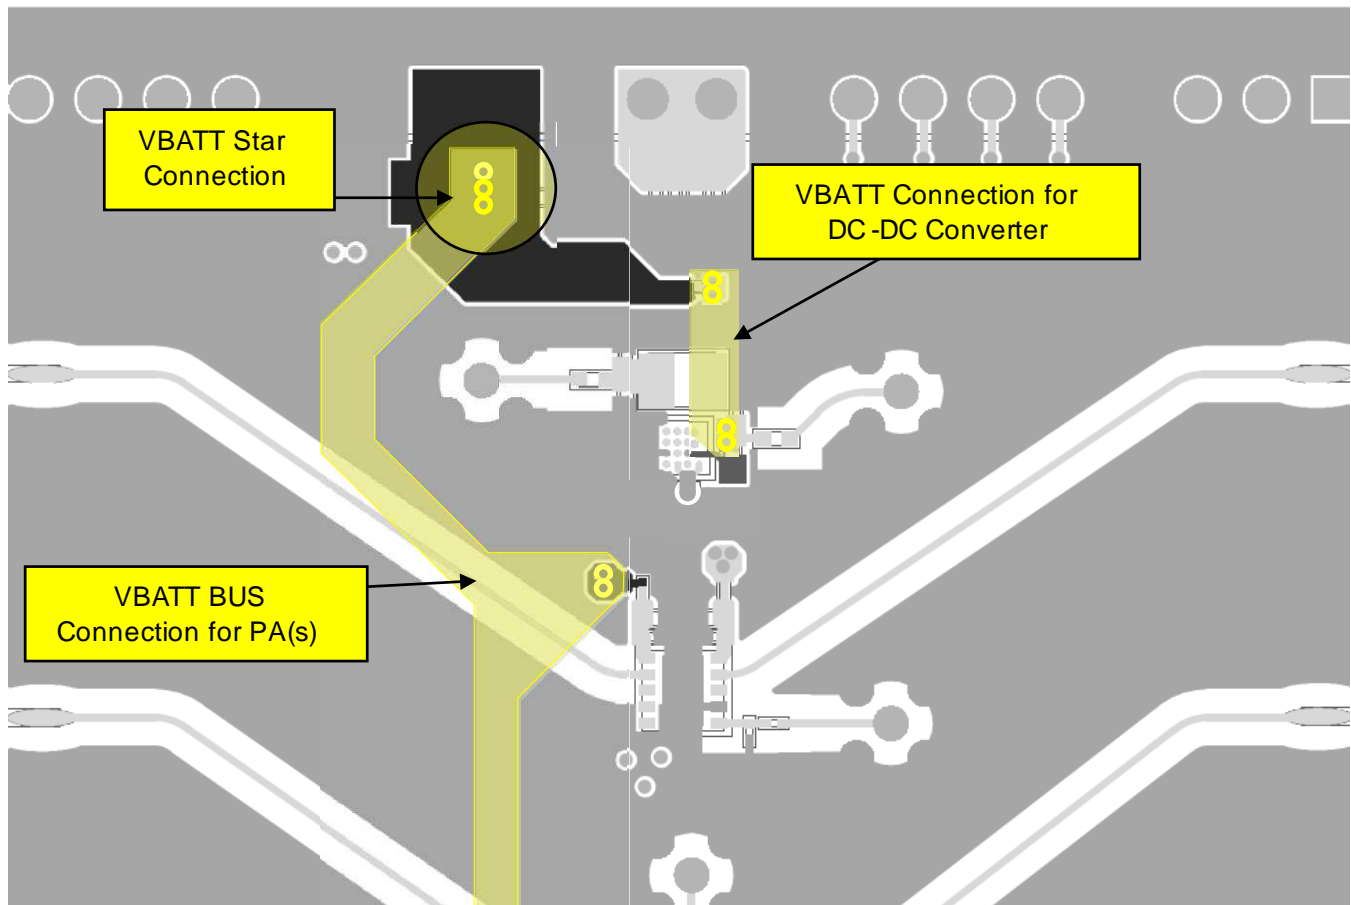 VBATT Star
Connection
VBATT Connection for
DC-DC Converter
VBATT BUS
Connection for PA(s)